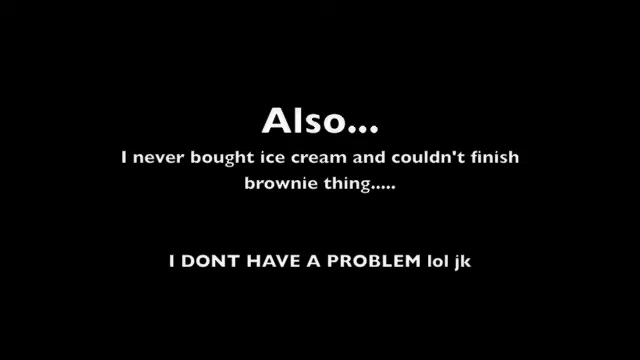 Also...
I never bought ice cream and couldn't finish
brownie thing.....
I DONT HAVE A PROBLEM lol jk